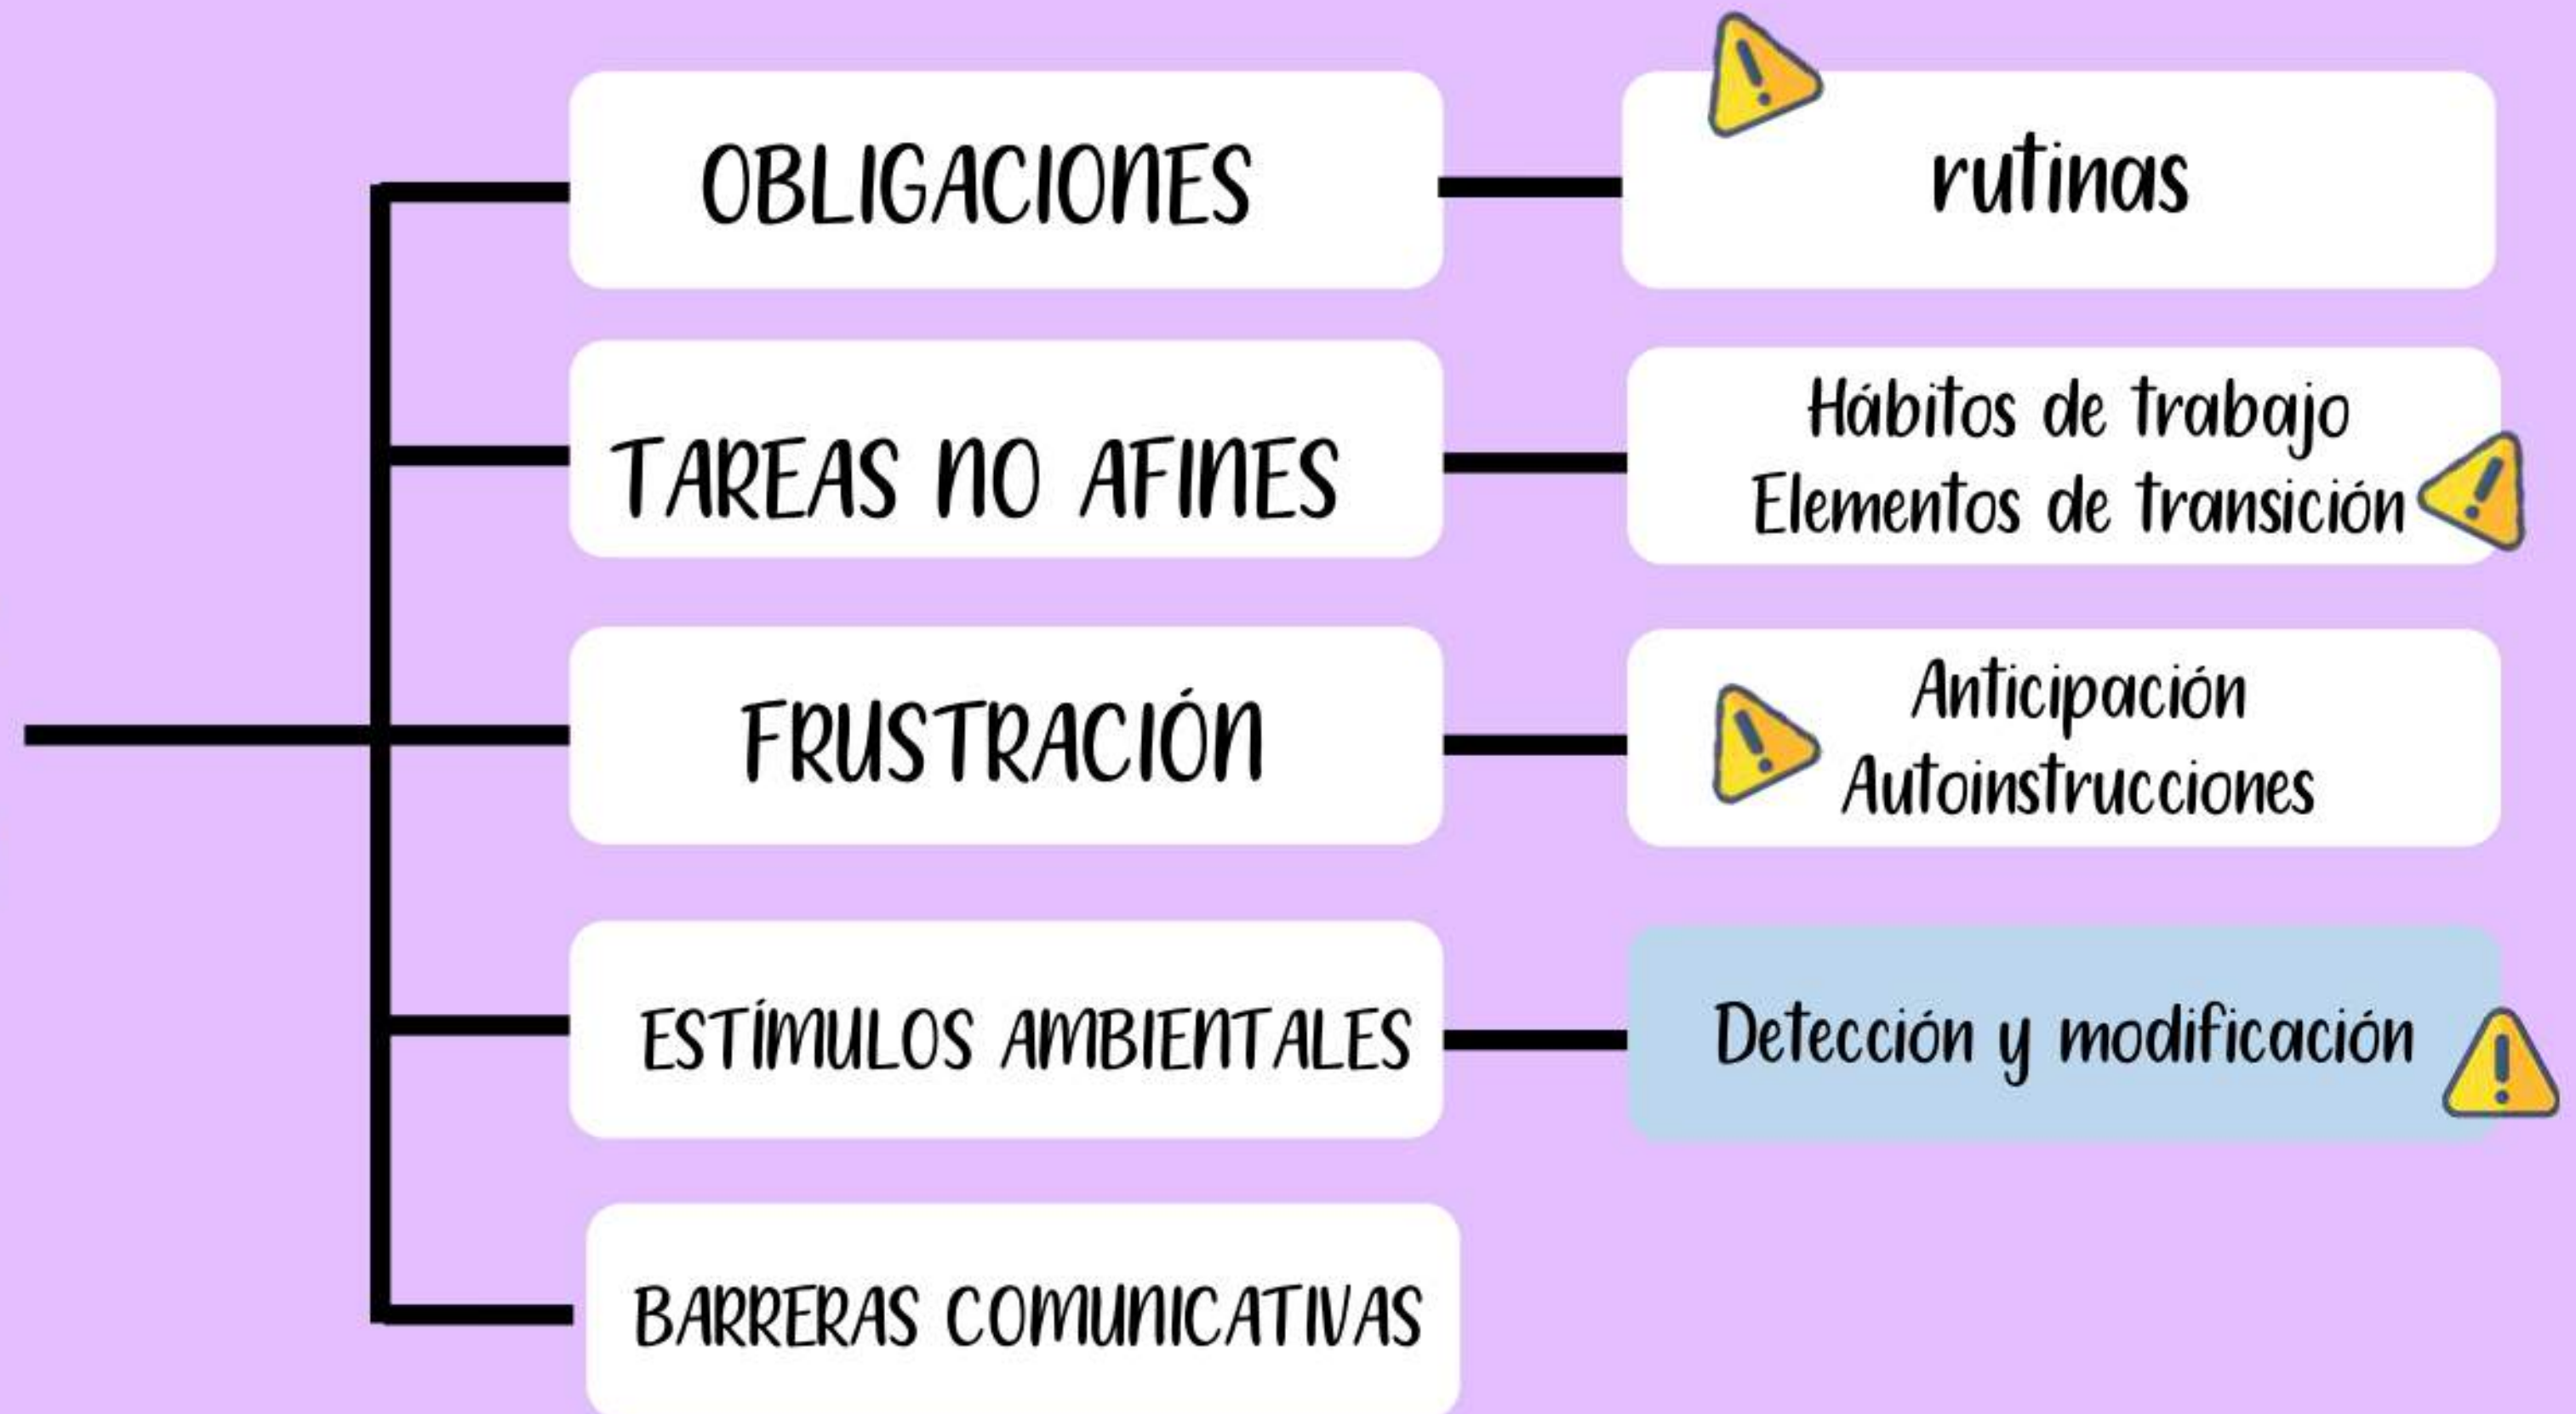 OBLIGACIONES
rutinas
TAREAS NO AFINES
Hábitos de trabajo
Elementos de transición
FRUSTRACIÓN
Anticipación
Autoinstrucciones
ESTÍMULOS AMBIENTALES
Detección y modificación
BARRERAS COMUNICATIVAS